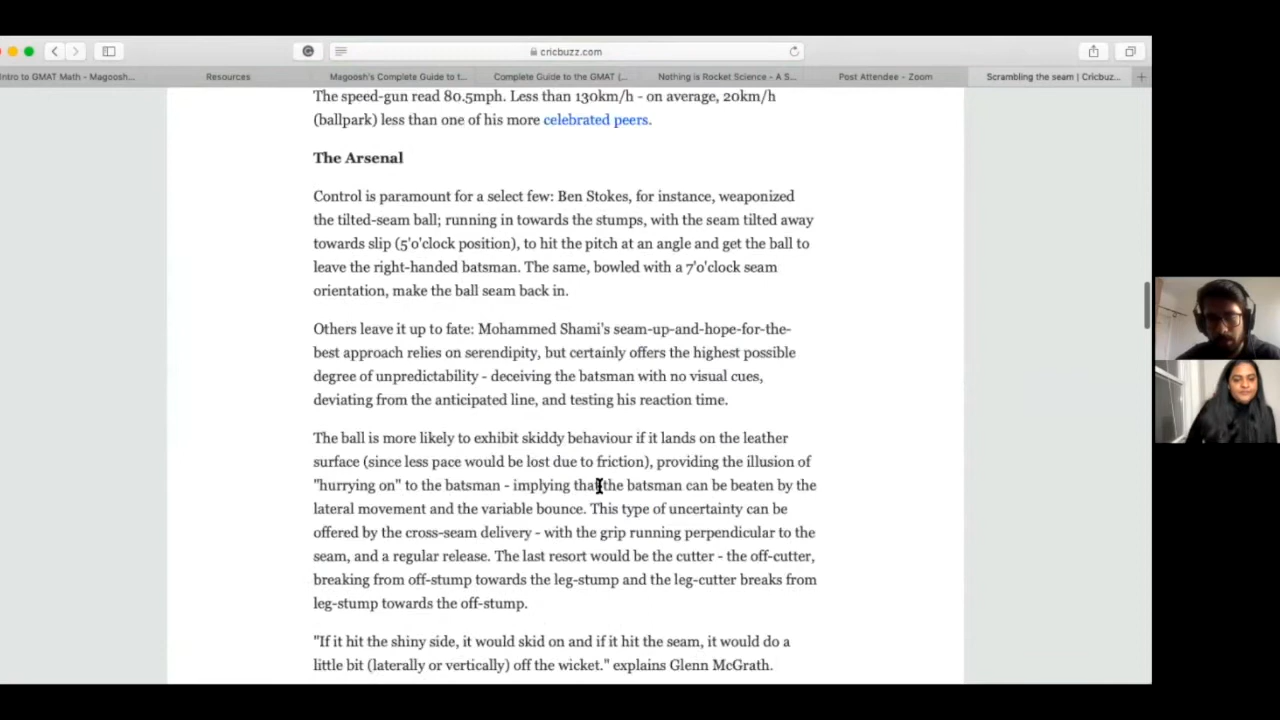 cricbuzz.com
Intro to GMAT Math - Magoosh...
Resources
Magoosh's Complete Guide to t...
Complete Guide to the GMAT (...
Nothing is Rocket Science - A S...
Post Attendee - Zoom
Scrambling the seam | Cricbuz...
The speed-gun read 80.5mph. Less than 130km/h - on average, 20km/h
(ballpark) less than one of his more celebrated peers.
The Arsenal
Control is paramount for a select few: Ben Stokes, for instance, weaponized
the tilted-seam ball; running in towards the stumps, with the seam tilted away
towards slip (5'o'clock position), to hit the pitch at an angle and get the ball to
leave the right-handed batsman. The same, bowled with a 7'o'clock seam
orientation, make the ball seam back in.
Others leave it up to fate: Mohammed Shami's seam-up-and-hope-for-the-
best approach relies on serendipity, but certainly offers the highest possible
degree of unpredictability - deceiving the batsman with no visual cues,
deviating from the anticipated line, and testing his reaction time.
The ball is more likely to exhibit skiddy behaviour if it lands on the leather
surface (since less pace would be lost due to friction), providing the illusion of
"hurrying on" to the batsman - implying that the batsman can be beaten by the
lateral movement and the variable bounce. This type of uncertainty can be
offered by the cross-seam delivery - with the grip running perpendicular to the
seam, and a regular release. The last resort would be the cutter - the off-cutter,
breaking from off-stump towards the leg-stump and the leg-cutter breaks from
leg-stump towards the off-stump.
"If it hit the shiny side, it would skid on and if it hit the seam, it would do a
little bit (laterally or vertically) off the wicket." explains Glenn McGrath.